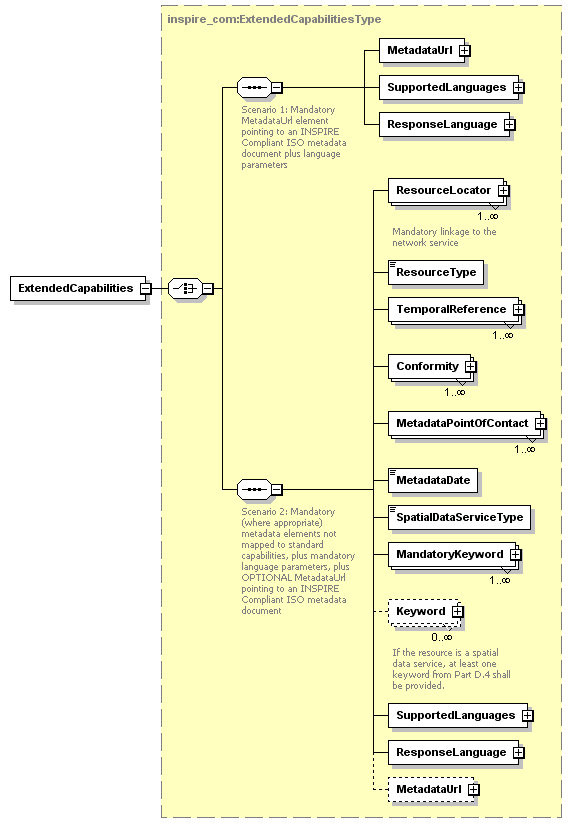 inspire_com:ExtendedCapabilitiesType
MetadataUrl
SupportedLanguages
ResponseLanguage
Scenario 1: Mandatory
MetadataUrl element
pointing to an INSPIRE
Compliant ISO metadata
document plus language
parameters
ExtendedCapabilities
ResourceLocator
1..∞
Mandatory linkage to the
network service
ResourceType
TemporalReference
1..∞
Conformity
1..∞
MetadataPointOfContact
1..∞
MetadataDate
SpatialDataServiceType
MandatoryKeyword
1..∞
Scenario 2: Mandatory
(where appropriate)
metadata elements not
mapped to standard
capabilities, plus mandatory
language parameters, plus
OPTIONAL MetadataUrl
pointing to an INSPIRE
Compliant ISO metadata
document
Keyword
0..∞
If the resource is a spatial
data service, at least one
keyword from Part D.4 shall
be provided.
SupportedLanguages
ResponseLanguage
MetadataUrl